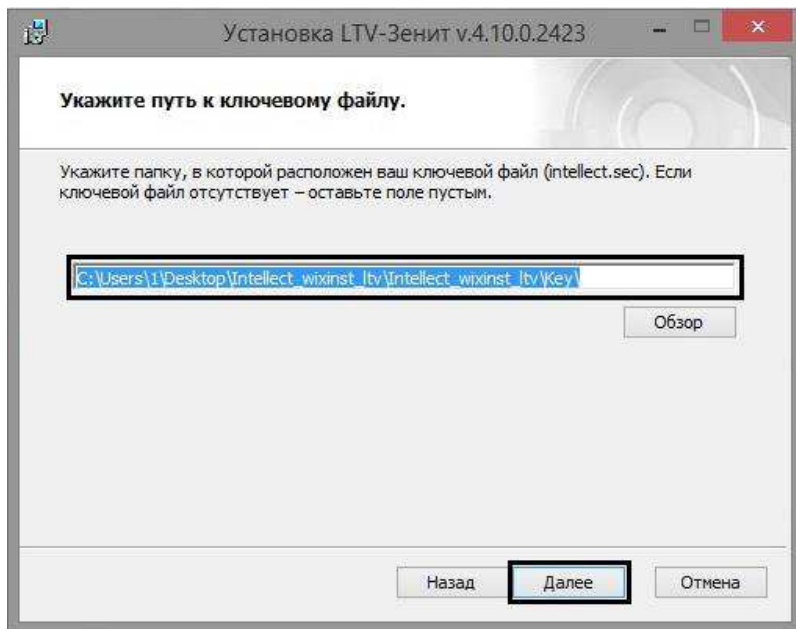 Установка LTV-Зенит v.4.10.0.2423
Укажите путь к ключевому файлу.
Укажите папку, в которой расположен ваш ключевой файл (intellect.sec). Если
ключевой файл отсутствует – оставьте поле пустым.
C:\Users\1\Desktop\Intellect_wixinst_ltv\Intellect_wixinst_ltv\Key\
Обзор
Назад Далее Отмена